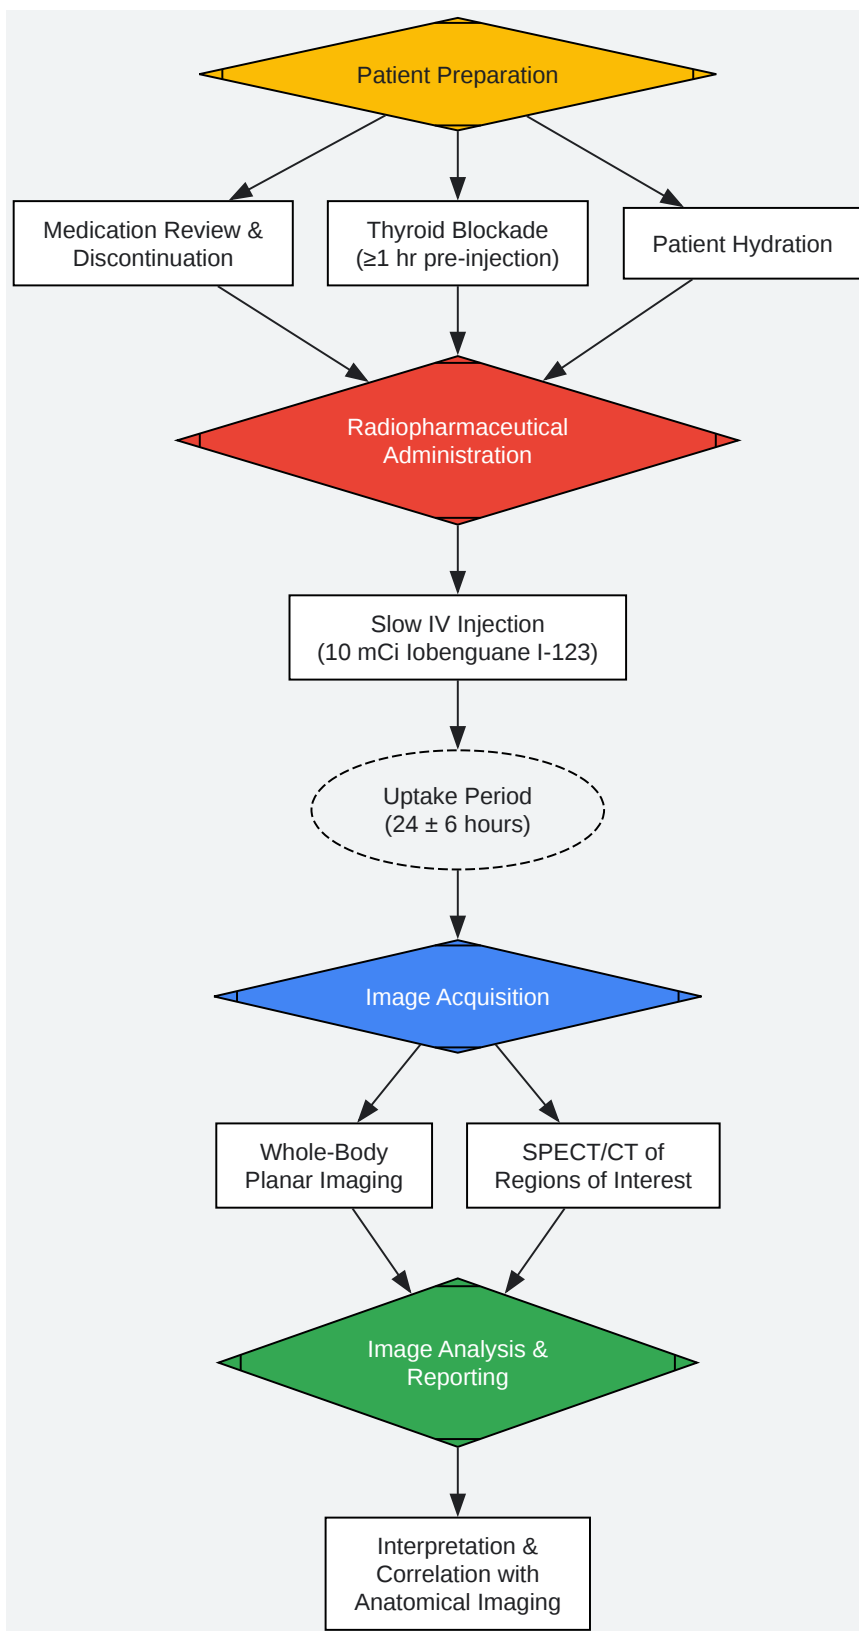 Patient Preparation
Medication Review &
Discontinuation
Thyroid Blockade
(≥1 hr pre-injection)
Patient Hydration
Radiopharmaceutical
Administration
Slow IV Injection
(10 mCi Iobenguane I-123)
Uptake Period
(24 ± 6 hours)
Image Acquisition
Whole-Body
Planar Imaging
SPECT/CT of
Regions of Interest
Image Analysis &
Reporting
Interpretation &
Correlation with
Anatomical Imaging